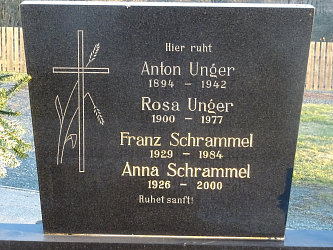 Hier ruht
Anton Unger
1894 - 1942
Rosa Unger
1900 - 1977
Franz Schrammel
1929 - 1984
Anna Schrammel
1926 - 2000
Ruhet sanft!